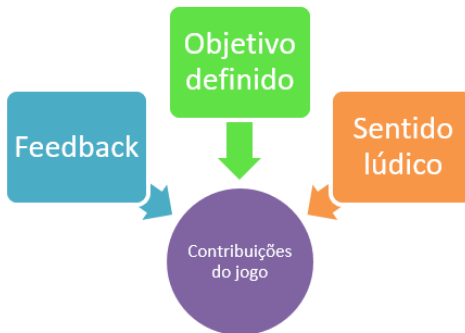 Objetivo
definido
Feedback
Sentido
lúdico
Contribuições
do jogo